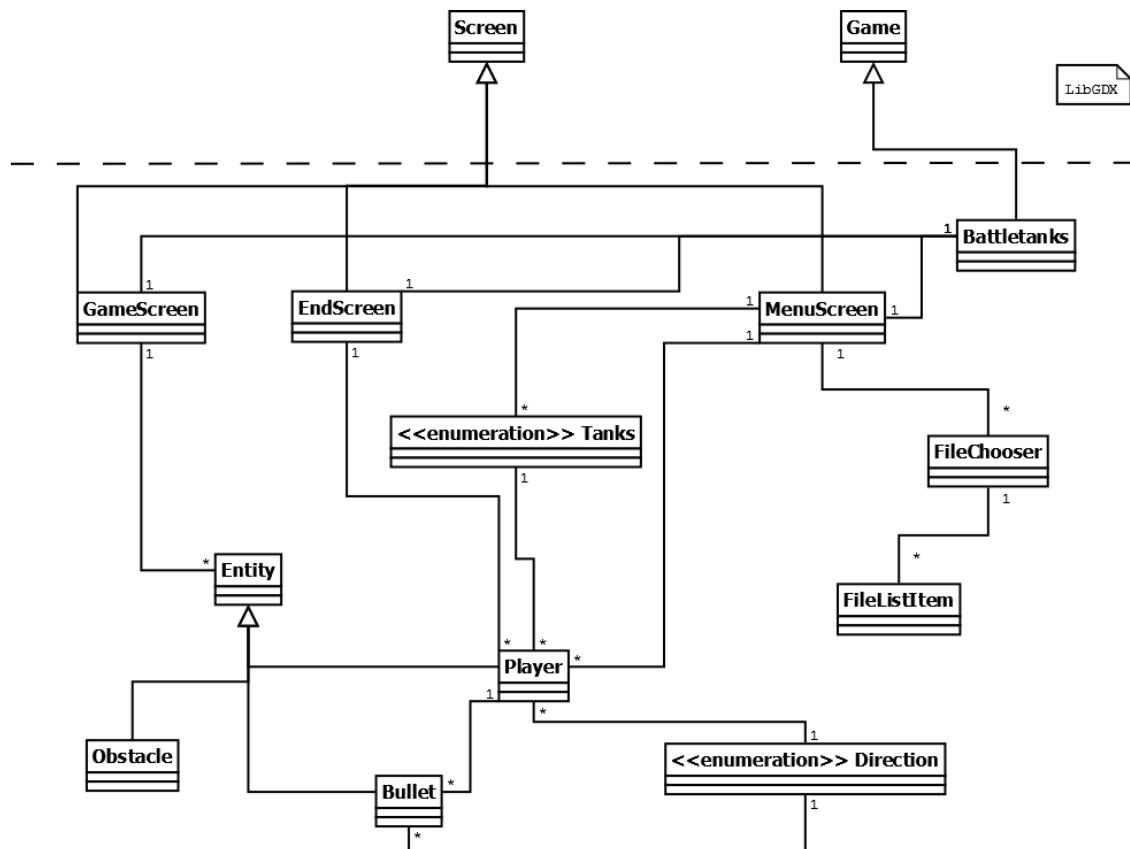 Screen
Game
LibGDX
1
Battletanks
1
1
GameScreen
EndScreen
1
MenuScreen
1
1
1
1
1
*
*
<<enumeration>> Tanks
FileChooser
1
1
*
*
Entity
FileListItem
*
*
Player
*
1
*
1
Obstacle
<<enumeration>> Direction
Bullet
*
1
*